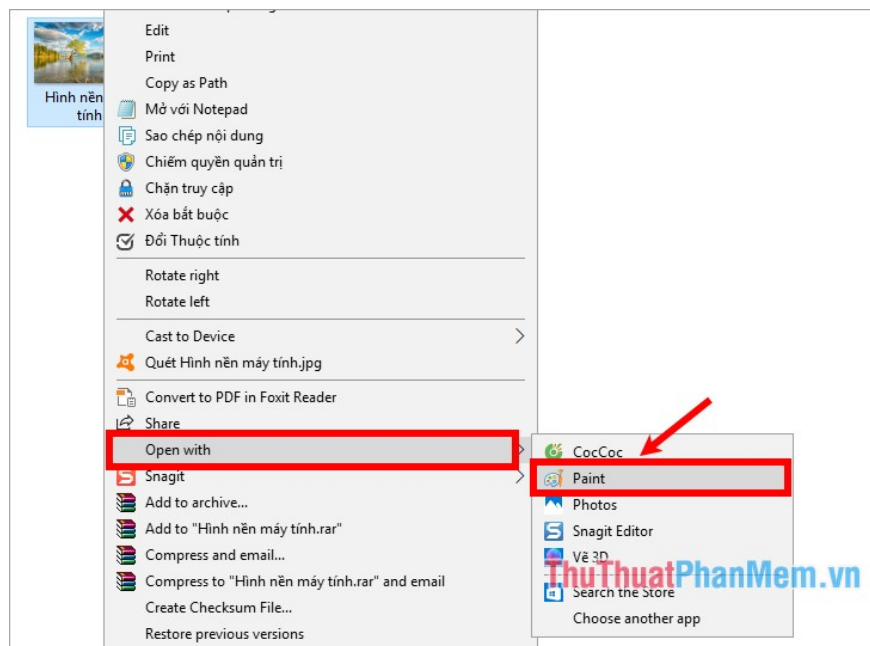 Edit
Print
Copy as Path
Hình nền
tính
Mở với Notepad
Sao chép nội dung
Chiếm quyền quản trị
Chặn truy cập
Xóa bắt buộc
Đổi Thuộc tính
Rotate right
Rotate left
Cast to Device
Quét Hình nền máy tính.jpg
Convert to PDF in Foxit Reader
Share
Open with
Snagit
Add to archive...
Add to "Hình nền máy tính.rar"
Compress and email...
Compress to "Hình nền máy tính.rar" and email
Create Checksum File...
Restore previous versions
CocCoc
Paint
Photos
Snagit Editor
Vẽ 3D
ThuThuatPhanMem.vn
Search the Store
Choose another app